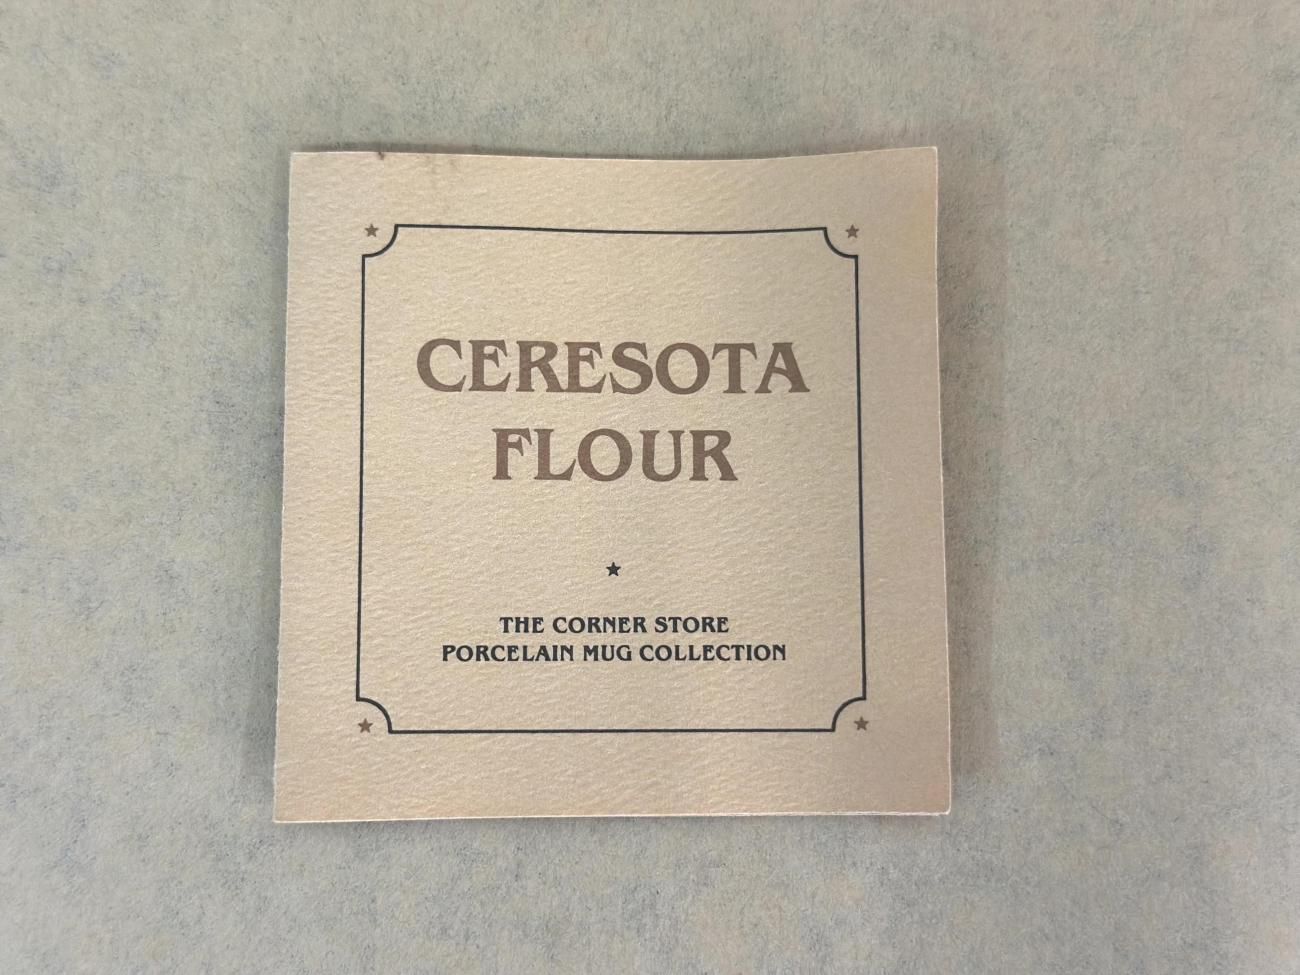 CERESOTA
FLOUR
THE CORNER STORE
PORCELAIN MUG COLLECTION